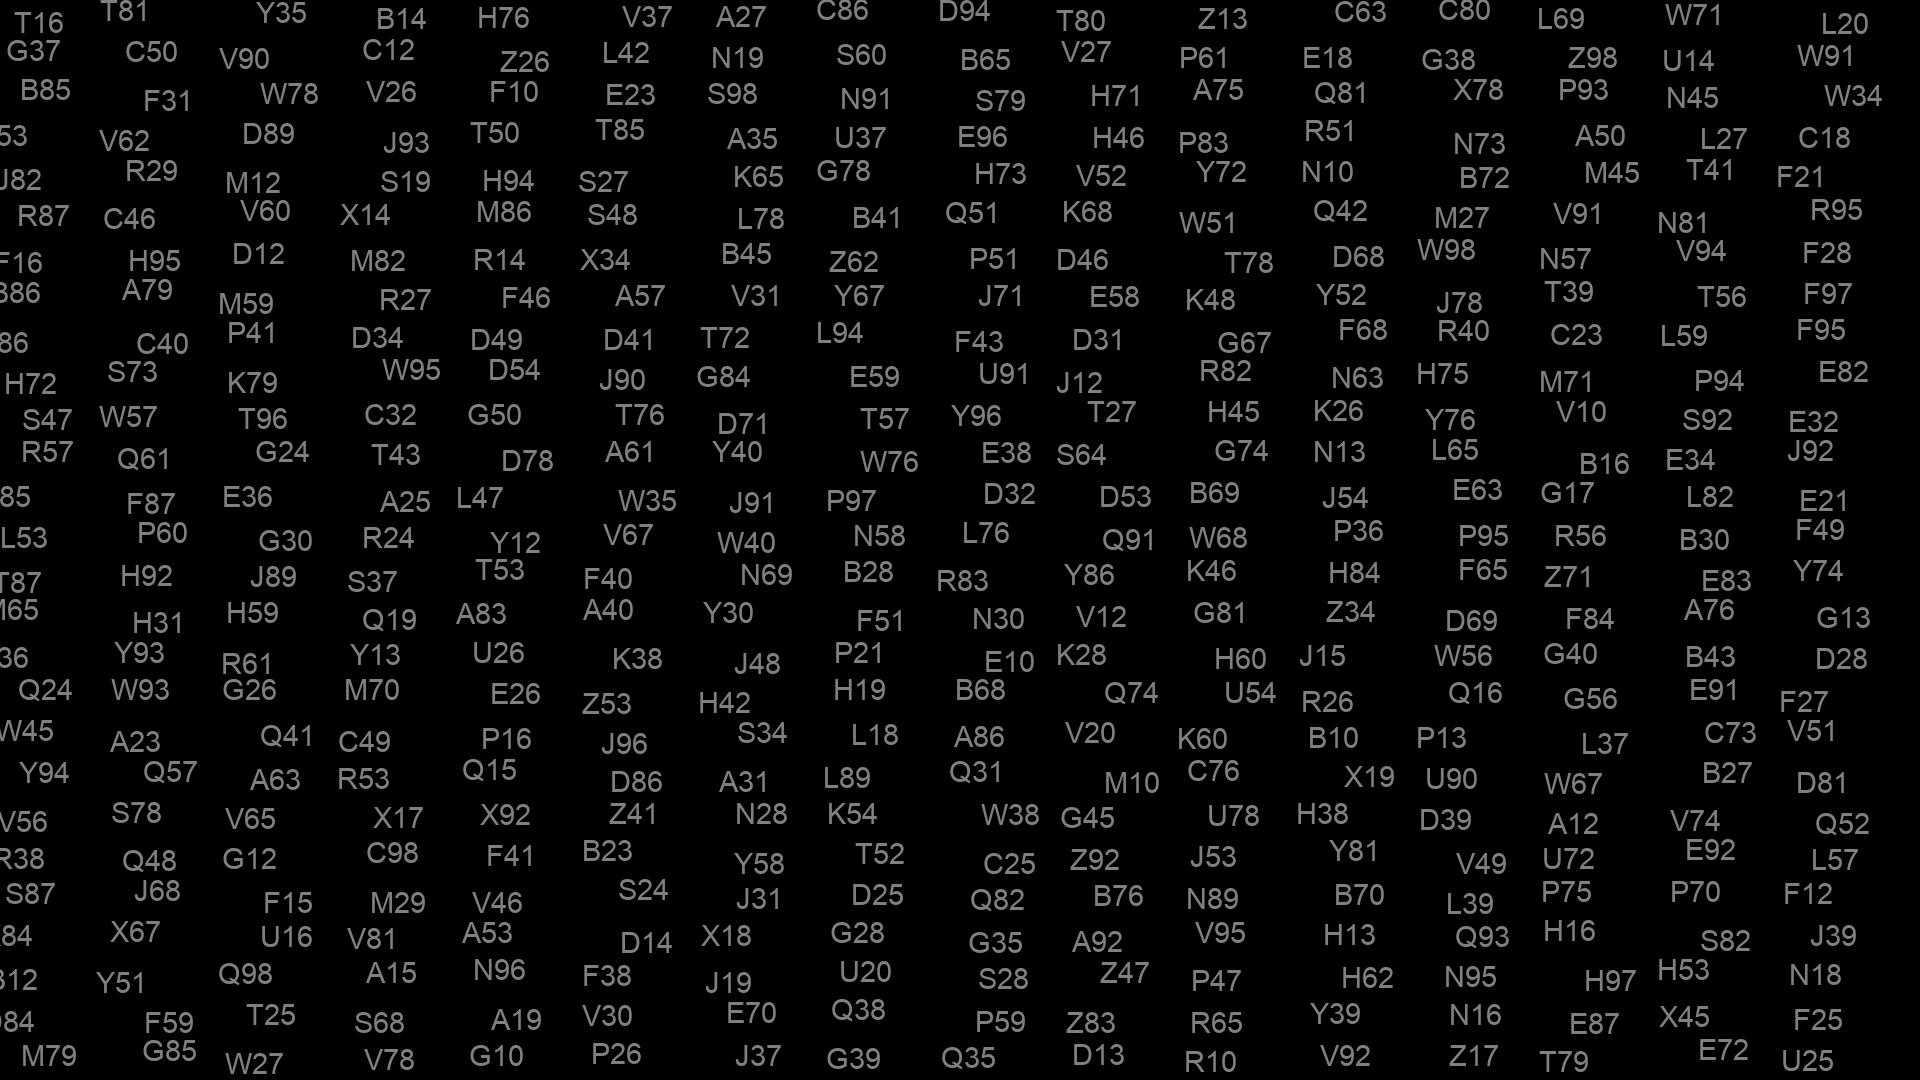 T16 T81 Y35 B14 H76 V37 A27 C86 D94 T80 Z13 C63 C80 L69 W71 L20
G37 C50 V90 C12 Z26 L42 N19 S60 B65 V27 P61 E18 G38 Z98 U14 W91
B85 F31 W78 V26 F10 E23 S98 N91 S79 H71 A75 Q81 X78 P93 N45 W34
53 V62 D89 J93 T50 T85 A35 U37 E96 H46 P83 R51 N73 A50 L27 C18
J82 R29 M12 S19 H94 S27 K65 G78 H73 V52 Y72 N10 B72 M45 T41 F21
R87 C46 V60 X14 M86 S48 L78 B41 Q51 K68 W51 Q42 M27 V91 N81 R95
F16 H95 D12 M82 R14 X34 B45 Z62 P51 D46 T78 D68 W98 N57 V94 F28
B86 A79 M59 R27 F46 A57 V31 Y67 J71 E58 K48 Y52 J78 T39 T56 F97
86 C40 P41 D34 D49 D41 T72 L94 F43 D31 G67 F68 R40 C23 L59 F95
H72 S73 K79 W95 D54 J90 G84 E59 U91 J12 R82 N63 H75 M71 P94 E82
S47 W57 T96 C32 G50 T76 D71 T57 Y96 T27 H45 K26 Y76 V10 S92 E32
R57 Q61 G24 T43 D78 A61 Y40 W76 E38 S64 G74 N13 L65 B16 E34 J92
85 F87 E36 A25 L47 W35 J91 P97 D32 D53 B69 J54 E63 G17 L82 E21
L53 P60 G30 R24 Y12 V67 W40 N58 L76 Q91 W68 P36 P95 R56 B30 F49
T87 H92 J89 S37 T53 F40 N69 B28 R83 Y86 K46 H84 F65 Z71 E83 Y74
M65 H31 H59 Q19 A83 A40 Y30 F51 N30 V12 G81 Z34 D69 F84 A76 G13
36 Y93 R61 Y13 U26 K38 J48 P21 E10 K28 H60 J15 W56 G40 B43 D28
Q24 W93 G26 M70 E26 Z53 H42 H19 B68 Q74 U54 R26 Q16 G56 E91 F27
W45 A23 Q41 C49 P16 J96 S34 L18 A86 V20 K60 B10 P13 L37 C73 V51
Y94 Q57 A63 R53 Q15 D86 A31 L89 Q31 M10 C76 X19 U90 W67 B27 D81
V56 S78 V65 X17 X92 Z41 N28 K54 W38 G45 U78 H38 D39 A12 V74 Q52
R38 Q48 G12 C98 F41 B23 Y58 T52 C25 Z92 J53 Y81 V49 U72 E92 L57
S87 J68 F15 M29 V46 S24 J31 D25 Q82 B76 N89 B70 L39 P75 P70 F12
84 X67 U16 V81 A53 D14 X18 G28 G35 A92 V95 H13 Q93 H16 S82 J39
B12 Y51 Q98 A15 N96 F38 J19 U20 S28 Z47 P47 H62 N95 H97 H53 N18
84 F59 T25 S68 A19 V30 E70 Q38 P59 Z83 R65 Y39 N16 E87 X45 F25
M79 G85 W27 V78 G10 P26 J37 G39 Q35 D13 R10 V92 Z17 T79 E72 U25